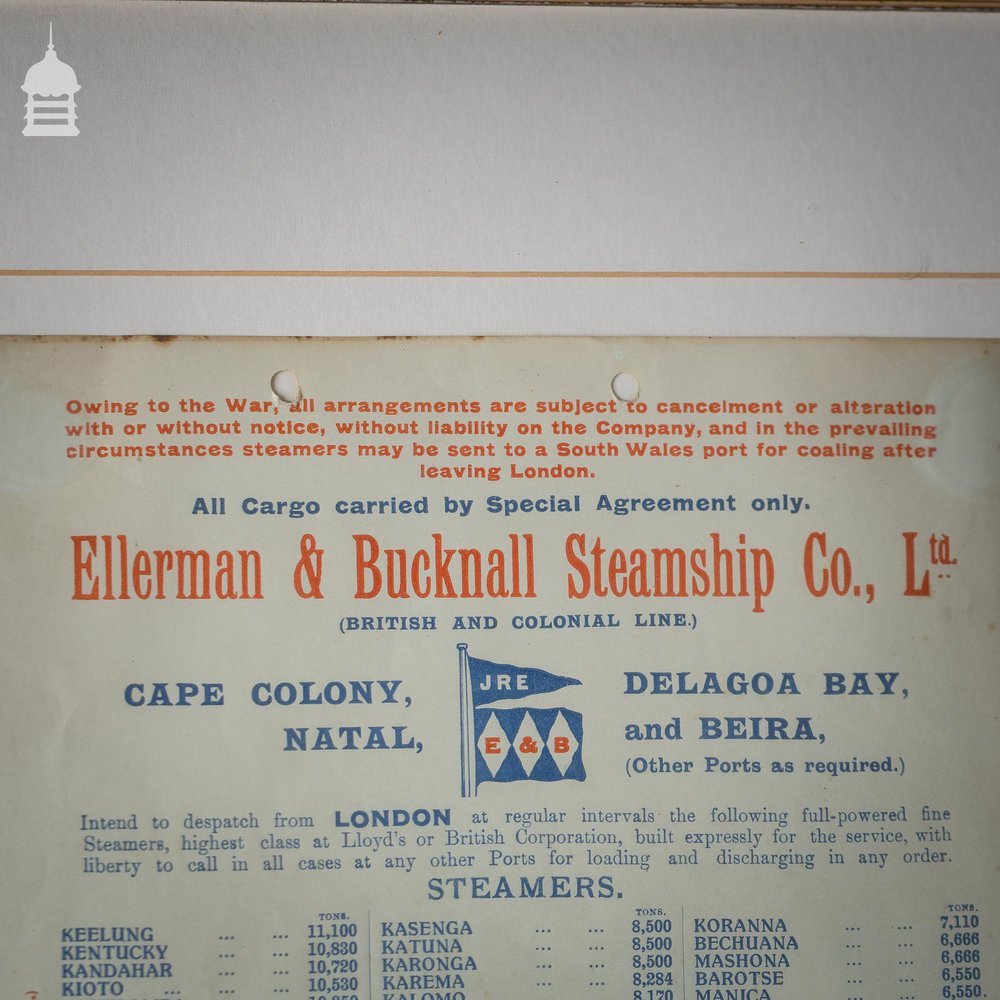 Owing to the War, all arrangements are subject to cancelment or alteration
with or without notice, without liability on the Company, and in the prevailing
circumstances steamers may be sent to a South Wales port for coaling after
leaving London.
All Cargo carried by Special Agreement only.
Ellerman & Bucknall Steamship Co., Ltd.
(BRITISH AND COLONIAL LINE.)
CAPE COLONY,
NATAL,
JRE
E & B
DELAGOA BAY,
and BEIRA,
(Other Ports as required.)
Intend to despatch from LONDON at regular intervals the following full-powered fine
Steamers, highest class at Lloyd's or British Corporation, built expressly for the service, with
liberty to call in all cases at any other Ports for loading and discharging in any order.
STEAMERS.
TONS.
KEELUNG ... ... 11,100
KENTUCKY ... ... 10,830
KANDAHAR ... ... 10,720
KIOTO ... ... 10,530
TONS.
KASENGA ... ... 8,500
KATUNA ... ... 8,500
KARONGA ... ... 8,500
KAREMA ... ... 8,284
KALOMO 8,170
TONS.
KORANNA ... ... 7,110
BECHUANA ... ... 6,666
MASHONA ... ... 6,666
BAROTSE ... ... 6,550
MANICA ... ... 6,550